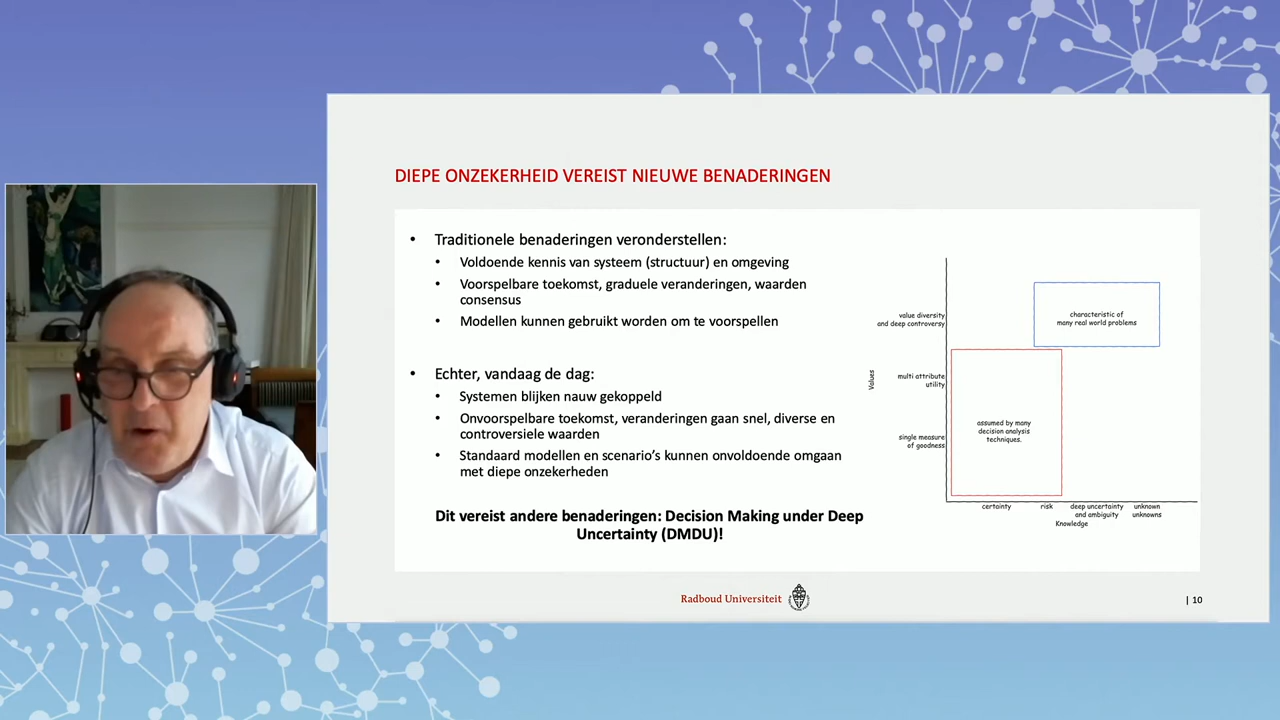 DIEPE ONZEKERHEID VEREIST NIEUWE BENADERINGEN
• Traditionele benaderingen veronderstellen:
• Voldoende kennis van systeem (structuur) en omgeving
• Voorspelbare toekomst, graduele veranderingen, waarden
consensus
• Modellen kunnen gebruikt worden om te voorspellen
• Echter, vandaag de dag:
• Systemen blijken nauw gekoppeld
• Onvoorspelbare toekomst, veranderingen gaan snel, diverse en
controversiele waarden
• Standaard modellen en scenario's kunnen onvoldoende omgaan
met diepe onzekerheden
Dit vereist andere benaderingen: Decision Making under Deep
Uncertainty (DMDU)!
value diversity
and deep controversy
characteristic of
many real world problems
Values
multi attribute
utility
assumed by many
decision analysis
techniques.
single measure
of goodness
certainty
risk
deep uncertainty
and ambiguity
unknown
unknowns
Knowledge
Radboud Universiteit
| 10